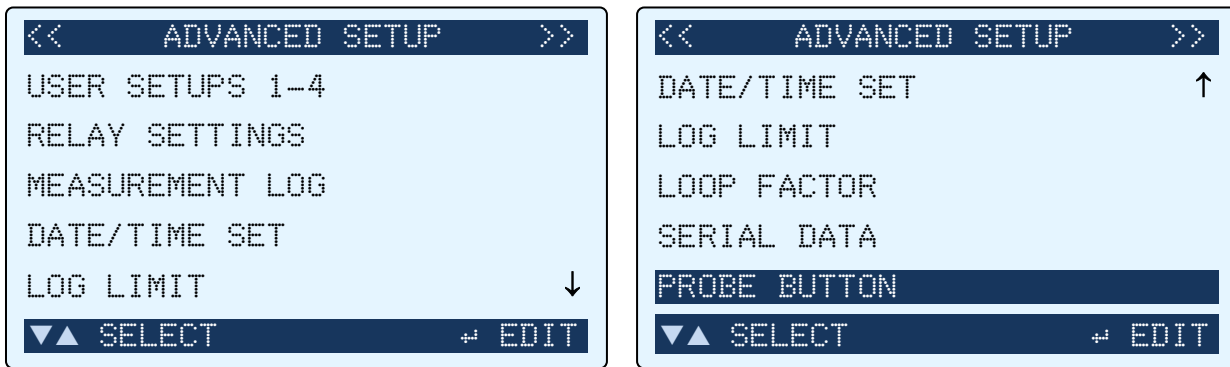 << ADVANCED SETUP >>
USER SETUPS 1-4
RELAY SETTINGS
MEASUREMENT LOG
DATE/TIME SET
LOG LIMIT ↓
▼▲ SELECT ↵ EDIT
<< ADVANCED SETUP >>
DATE/TIME SET ↑
LOG LIMIT
LOOP FACTOR
SERIAL DATA
PROBE BUTTON
▼▲ SELECT ↵ EDIT